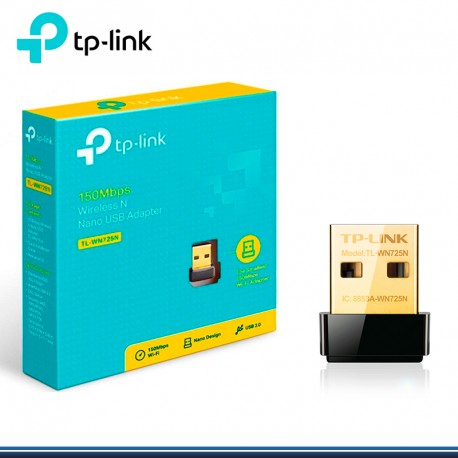 tp-link
tp-link
150Mbps
Wireless N
Nano USB Adapter
TL-WN725N
150Mbps
Wi-Fi
Nano Design
USB 2.0
TP-LINK
Model:TL-WN725N
IC: 8853A-WN725N